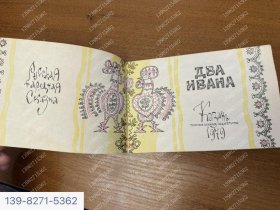 Русская
народная
сказка
ДВА
ИВАНА
Казань
1979
139-8271-5362